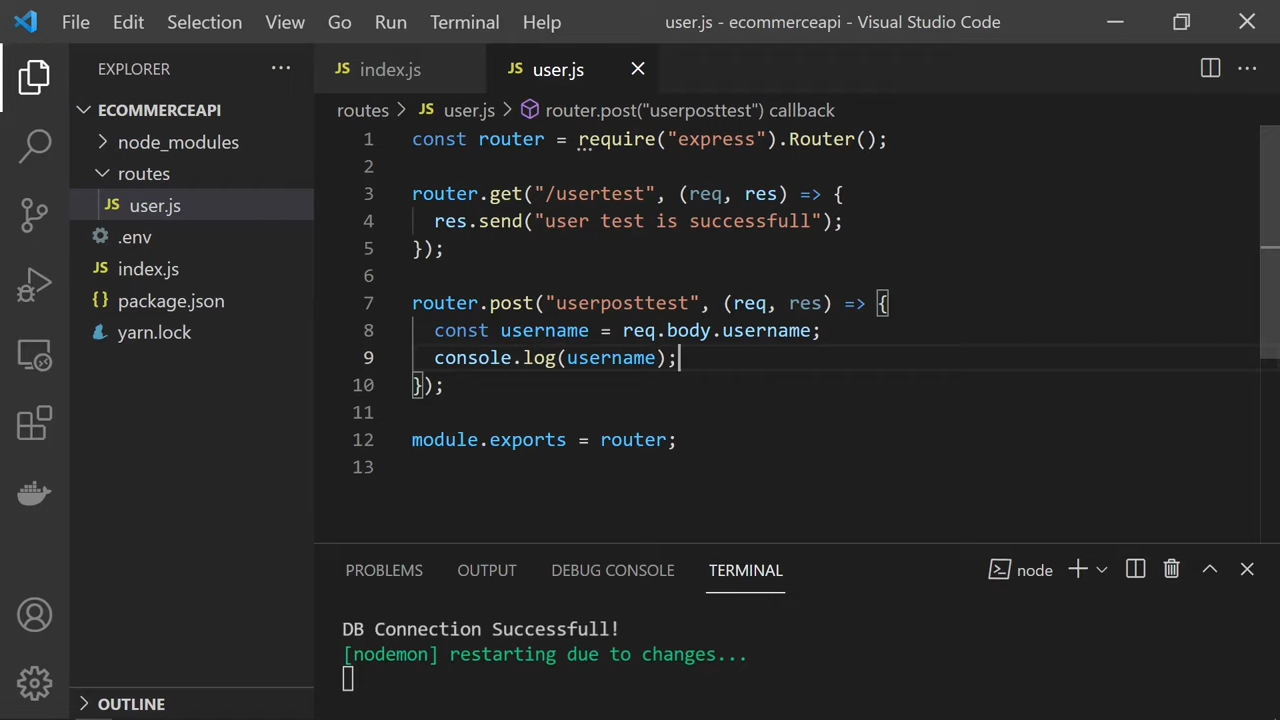 File Edit Selection View Go Run Terminal Help user.js - ecommerceapi - Visual Studio Code
EXPLORER
ECOMMERCEAPI
node_modules
routes
JS user.js
.env
JS index.js
{} package.json
yarn.lock
OUTLINE
JS index.js JS user.js
routes > JS user.js > router.post("userposttest") callback
1 const router = require("express").Router();
2
3 router.get("/usertest", (req, res) => {
4 res.send("user test is successfull");
5 });
6
7 router.post("userposttest", (req, res) => {
8 const username = req.body.username;
9 console.log(username);
10 });
11
12 module.exports = router;
13
PROBLEMS OUTPUT DEBUG CONSOLE TERMINAL node
DB Connection Successfull!
[nodemon] restarting due to changes...